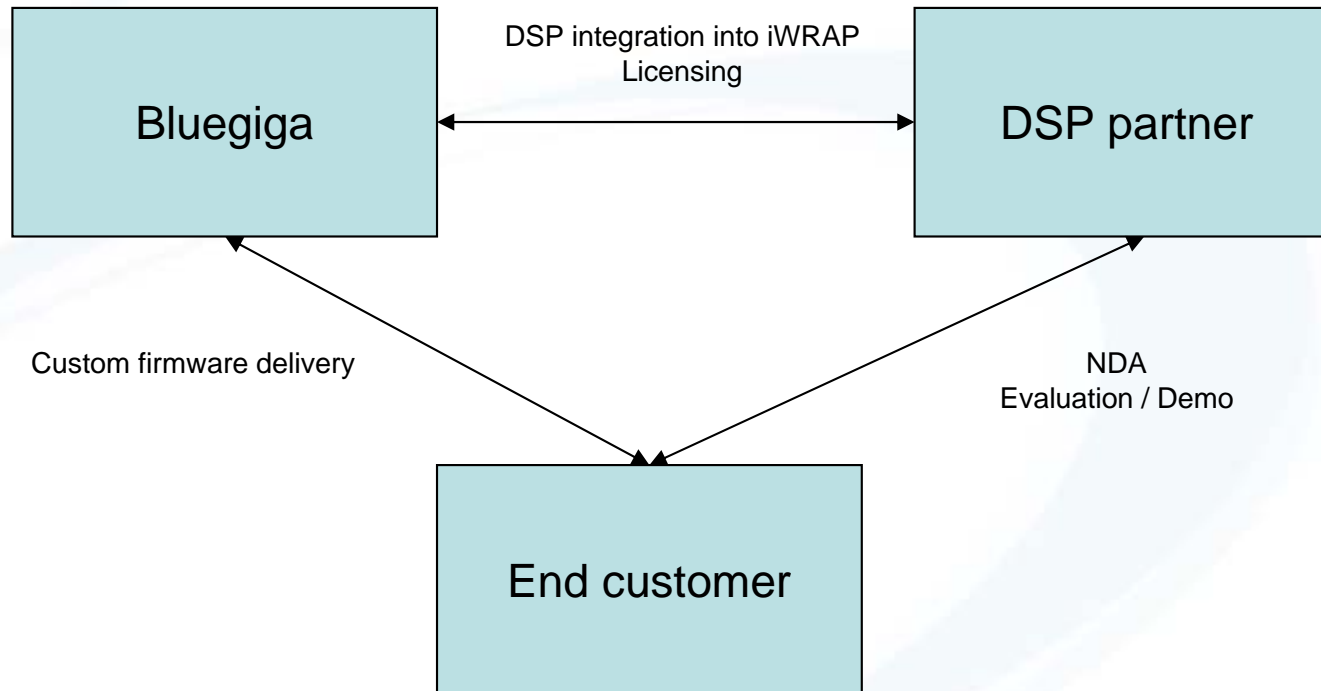 DSP integration into iWRAP
Licensing
Bluegiga
DSP partner
Custom firmware delivery
NDA
Evaluation / Demo
End customer